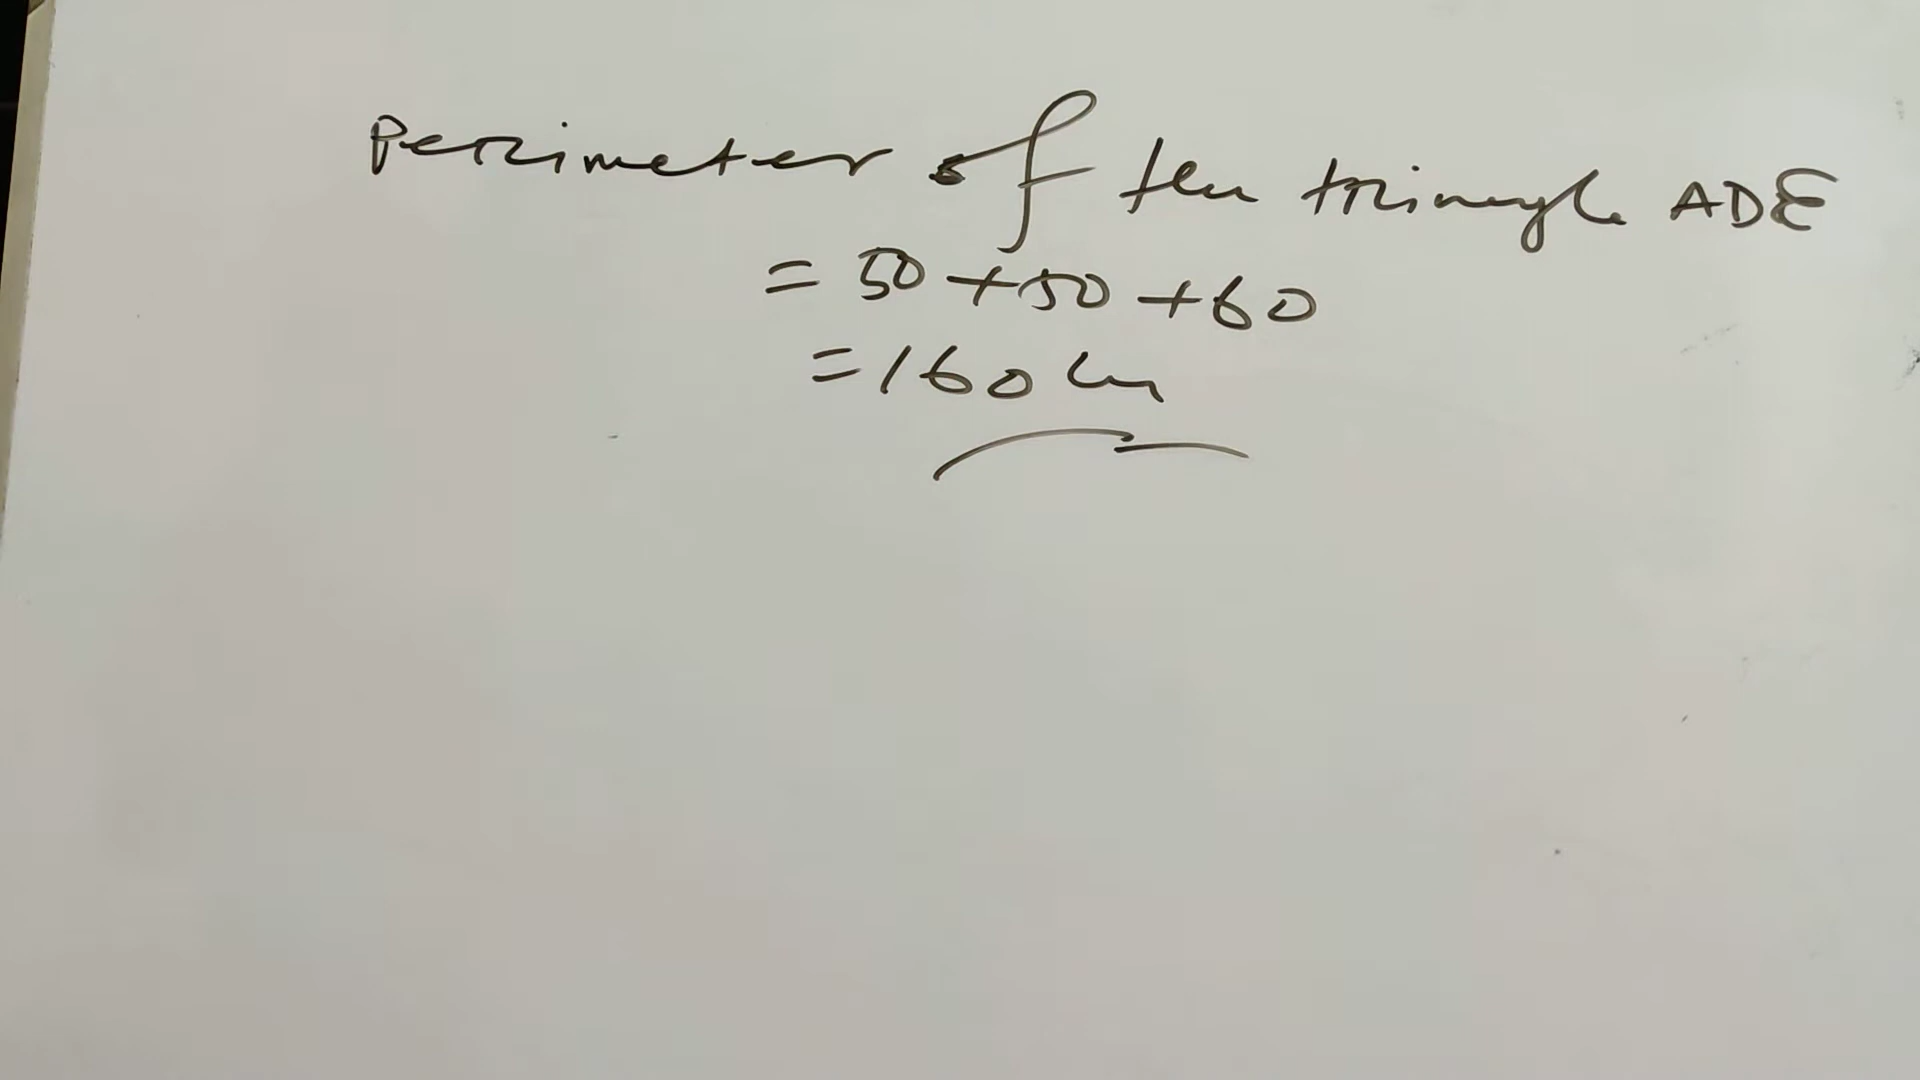 Perimeter of the triangle ADE
= 50 + 50 + 60
= 160 cm